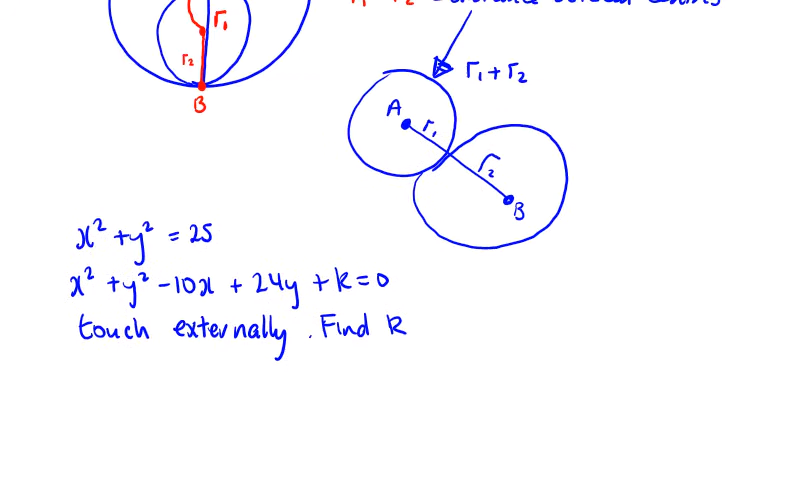 r₁
r₂
B
r₁ + r₂
A
r₁
r₂
B
x² + y² = 25
x² + y² - 10x + 24y + k = 0
touch externally. Find k